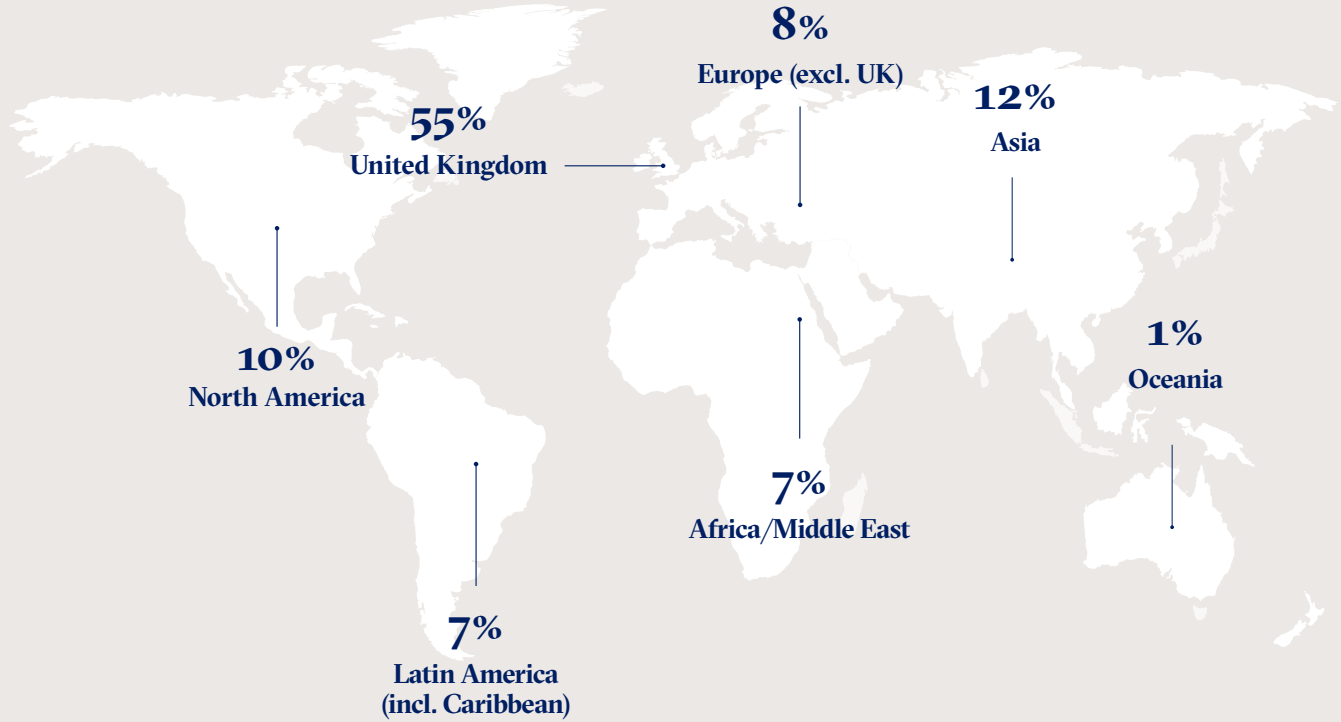 8%
Europe (excl. UK)
12%
Asia
55%
United Kingdom
1%
Oceania
10%
North America
7%
Africa/Middle East
7%
Latin America
(incl. Caribbean)